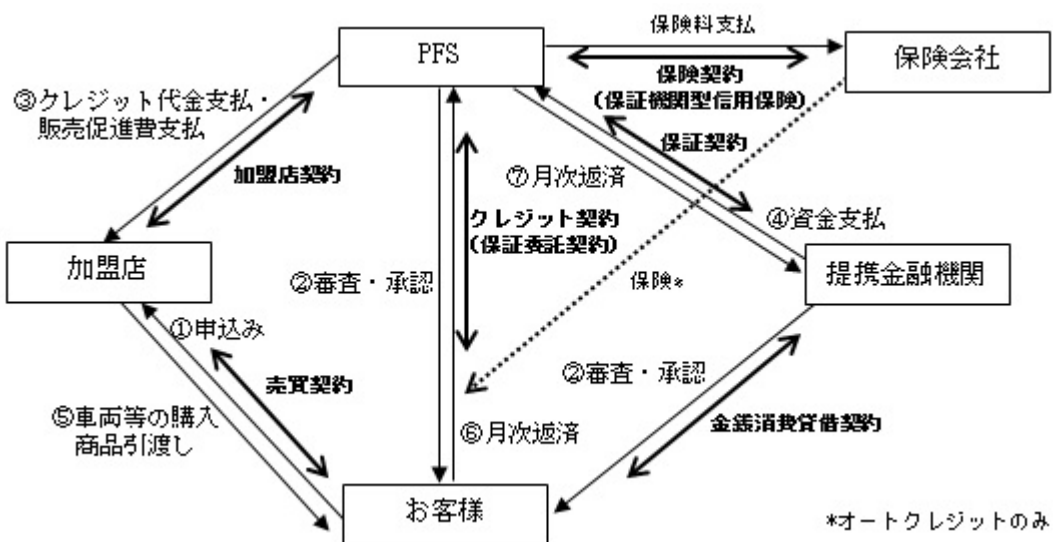 保険料支払
PFS
保険会社
保険契約
(保証機関型信用保険)
③クレジット代金支払・
販売促進費支払
保証契約
加盟店契約
⑦月次返済
クレジット契約
(保証委託契約)
④資金支払
加盟店
②審査・承認
保険*
提携金融機関
①申込み
売買契約
②審査・承認
⑤車両等の購入
商品引渡し
⑥月次返済
金銭消費貸借契約
お客様
*オートクレジットのみ